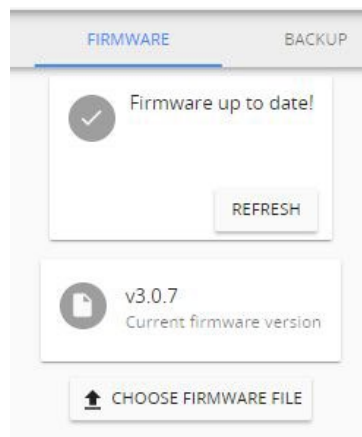 FIRMWARE BACKUP
Firmware up to date!
REFRESH
v3.0.7
Current firmware version
CHOOSE FIRMWARE FILE